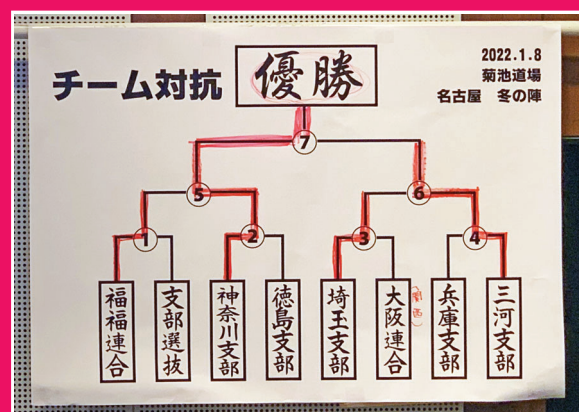 チーム対抗
優勝
2022.1.8
菊池道場
名古屋 冬の陣
7
5
6
1
2
3
4
福福連合
支部選抜
神奈川支部
徳島支部
埼玉支部
大阪連合
(関西)
兵庫支部
三河支部